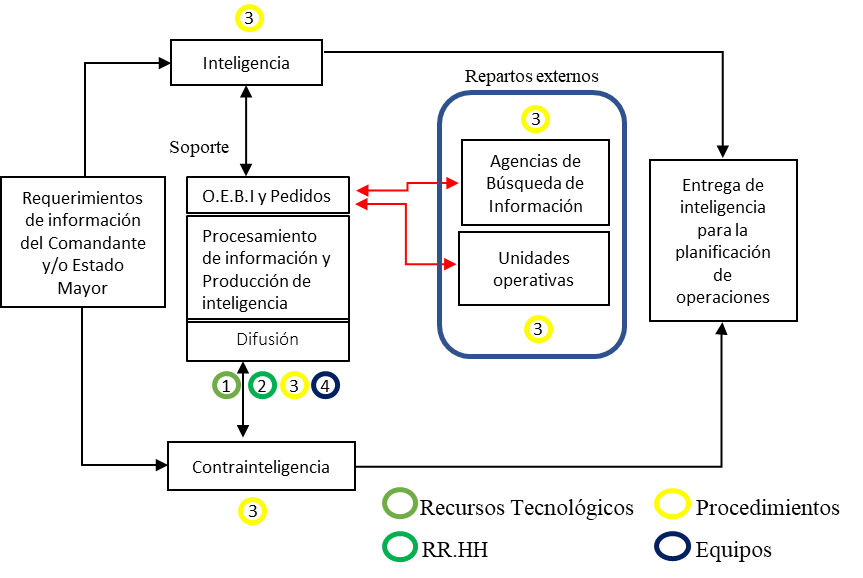 3
Inteligencia
Repartos externos
3
Soporte
Agencias de
Búsqueda de
Información
Requerimientos
de información
del Comandante
y/o Estado
Mayor
O.E.B.I y Pedidos
Procesamiento
de información y
Producción de
inteligencia
Difusión
Unidades
operativas
3
Entrega de
inteligencia
para la
planificación
de
operaciones
1 2 3 4
Contrainteligencia
3
Recursos Tecnológicos
Procedimientos
RR.HH
Equipos